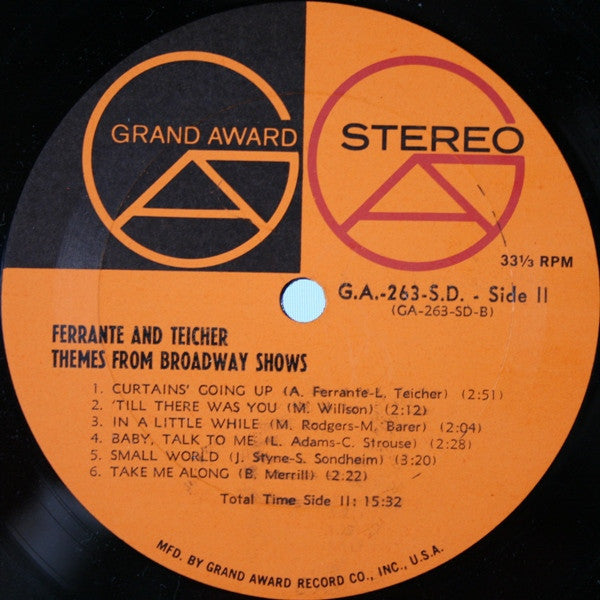 GRAND AWARD
STEREO
33⅓ RPM
G.A.-263-S.D. - Side II
(GA-263-SD-B)
FERRANTE AND TEICHER
THEMES FROM BROADWAY SHOWS
1. CURTAINS' GOING UP (A. Ferrante-L. Teicher) (2:51)
2. 'TILL THERE WAS YOU (M. Willson) (2:12)
3. IN A LITTLE WHILE (M. Rodgers-M. Barer) (2:04)
4. BABY, TALK TO ME (L. Adams-C. Strouse) (2:28)
5. SMALL WORLD (J. Styne-S. Sondheim) (3:20)
6. TAKE ME ALONG (B. Merrill) (2:22)
Total Time Side II: 15:32
MFD. BY GRAND AWARD RECORD CO., INC., U.S.A.